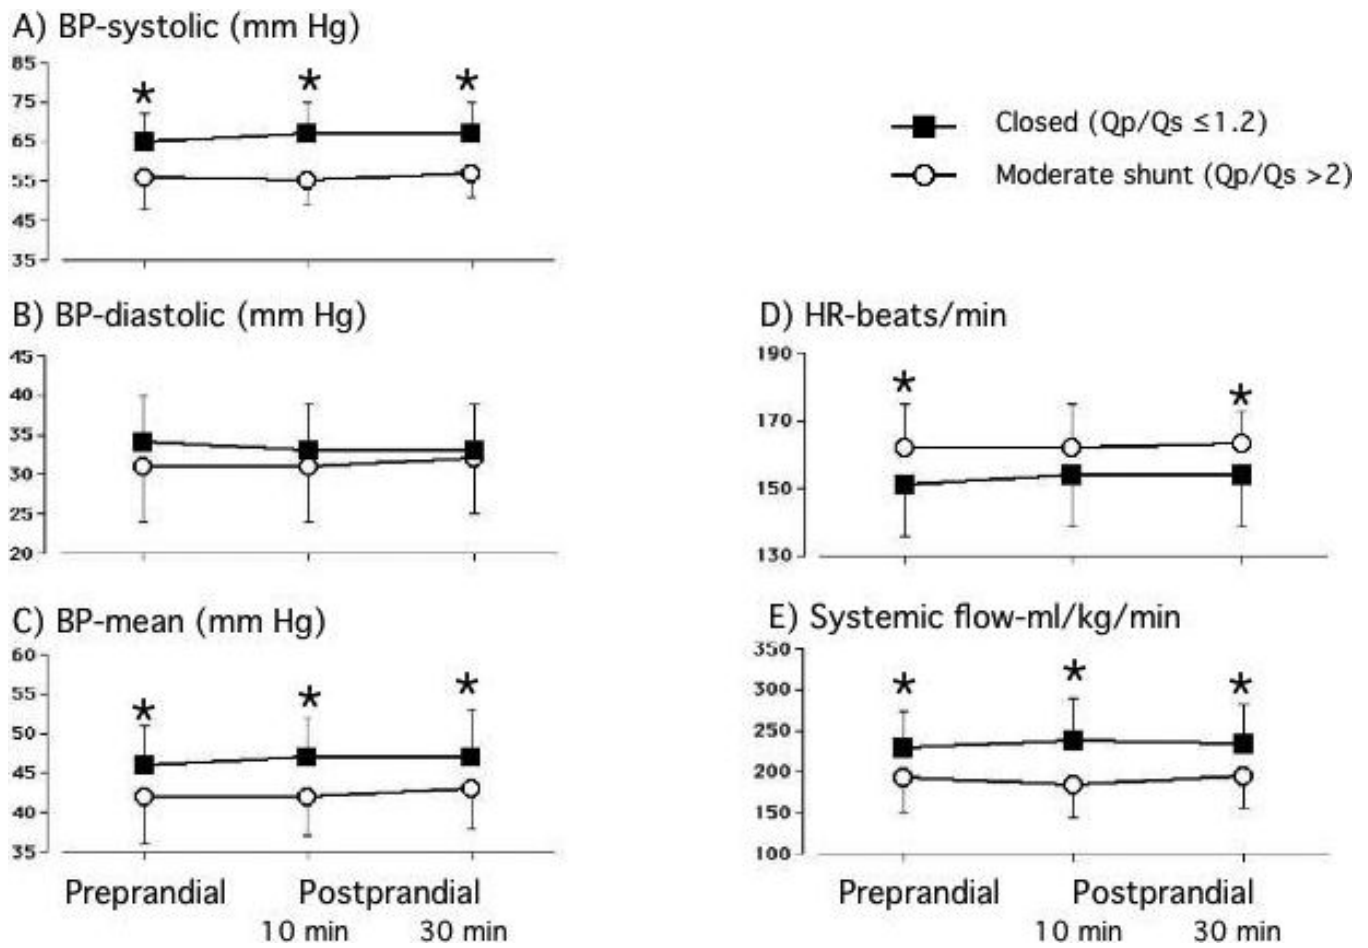 A) BP-systolic (mm Hg)
85
75
65
55
45
35
★ ★ ★
Closed (Qp/Qs ≤1.2)
Moderate shunt (Qp/Qs >2)
B) BP-diastolic (mm Hg)
45
40
35
30
25
20
D) HR-beats/min
190
170
150
130
★ ★
C) BP-mean (mm Hg)
60
55
50
45
40
35
★ ★ ★
E) Systemic flow-ml/kg/min
350
300
250
200
150
100
★ ★ ★
Preprandial Postprandial
10 min 30 min
Preprandial Postprandial
10 min 30 min